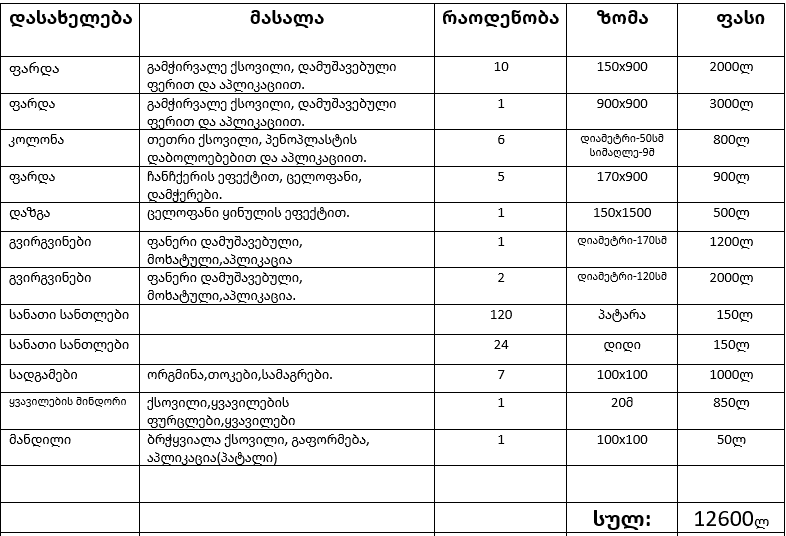 დასახელება მასალა რაოდენობა ზომა ფასი
ფარდა გამჭირვალე ქსოვილი, დამუშავებული 10 150x900 2000ლ
ფერით და აპლიკაციით.
ფარდა გამჭირვალე ქსოვილი, დამუშავებული 1 900x900 3000ლ
ფერით და აპლიკაციით.
კოლონა თეთრი ქსოვილი, პენოპლასტის 6 დიამეტრი-50სმ 800ლ
დაბოლოებებით და აპლიკაციით. სიმაღლე-9მ
ფარდა ჩანჩქერის ეფექტით, ცელოფანი, 5 170x900 900ლ
დამჭერები.
დაზგა ცელოფანი ყინულის ეფექტით. 1 150x1500 500ლ
გვირგვინები ფანერი დამუშავებული, 1 დიამეტრი-170სმ 1200ლ
მოხატული,აპლიკაცია
გვირგვინები ფანერი დამუშავებული, 2 დიამეტრი-120სმ 2000ლ
მოხატული,აპლიკაცია.
სანათი სანთლები 120 პატარა 150ლ
სანათი სანთლები 24 დიდი 150ლ
სადგამები ორგმინა,თოკები,სამაგრები. 7 100x100 1000ლ
ყვავილების მინდორი ქსოვილი,ყვავილების 1 20მ 850ლ
ფურცლები,ყვავილები
მანდილი ბრჭყვიალა ქსოვილი, გაფორმება, 1 100x100 50ლ
აპლიკაცია(პატალი)
სულ: 12600ლ